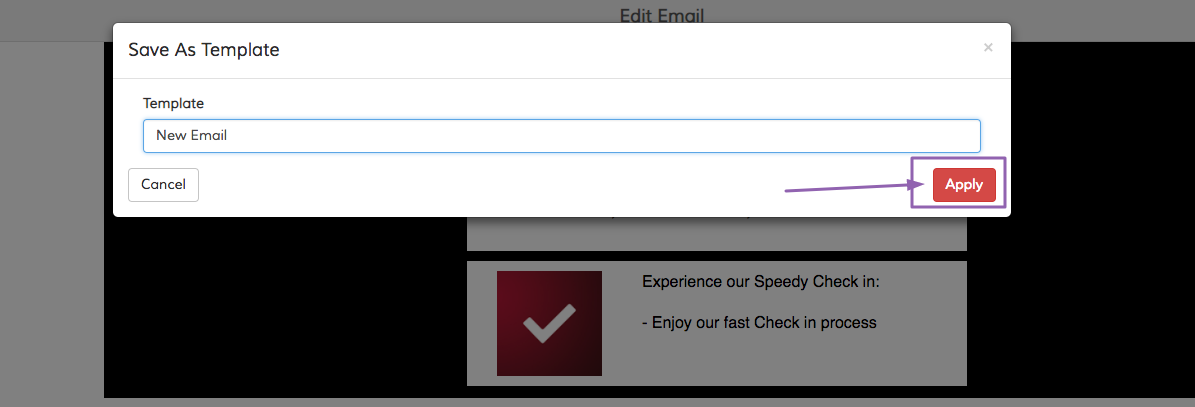 Edit Email
Save As Template
×
Template
New Email
Cancel
Apply
Experience our Speedy Check in:
- Enjoy our fast Check in process